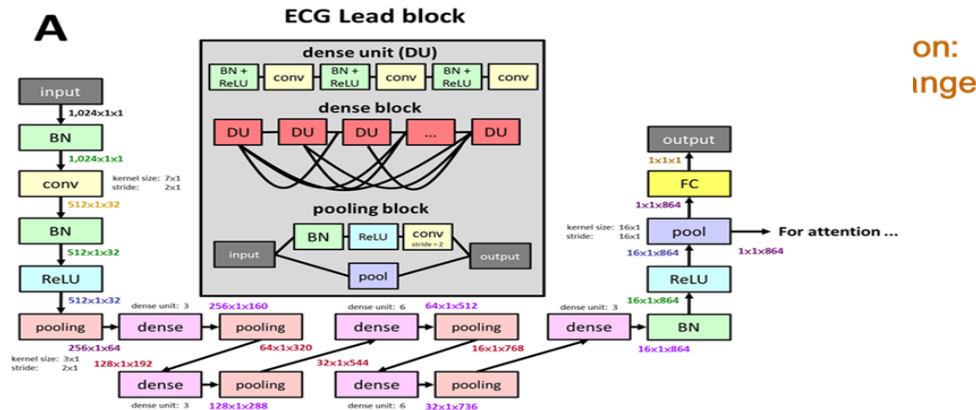 A
ECG Lead block
on:
ange
dense unit (DU)
BN + ReLU conv BN + ReLU conv BN + ReLU conv
dense block
DU DU DU ... DU
pooling block
input BN ReLU conv stride = 2 output
pool
input
1,024x1x1
BN
1,024x1x1
conv
kernel size: 7x1
stride: 2x1
512x1x32
BN
512x1x32
ReLU
512x1x32
pooling
256x1x64
kernel size: 3x1
stride: 2x1
dense unit: 3
dense
256x1x160
pooling
128x1x192
dense
dense unit: 3
128x1x288
pooling
64x1x320
dense unit: 6
dense
64x1x512
pooling
32x1x544
dense
dense unit: 6
32x1x736
pooling
16x1x768
dense unit: 3
dense
16x1x864
BN
16x1x864
ReLU
16x1x864
kernel size: 16x1
stride: 16x1
pool
For attention ...
1x1x864
1x1x864
FC
1x1x1
output